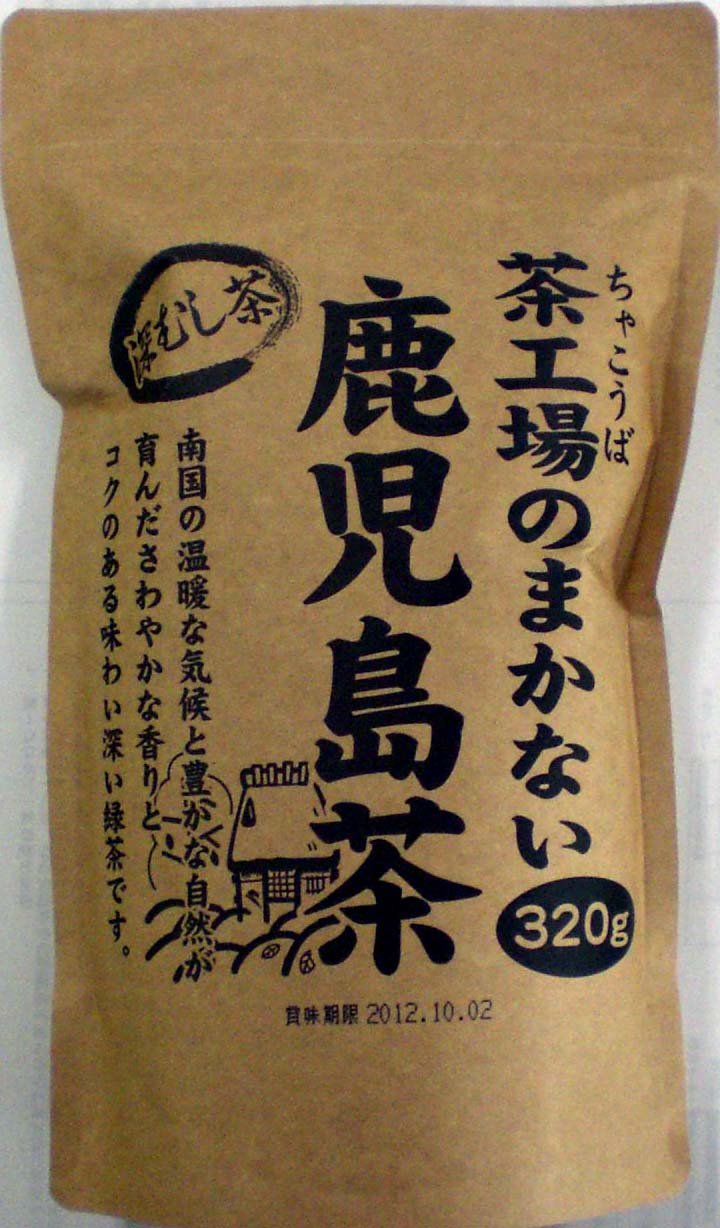 ちゃこうば
茶工場のまかない
320g
鹿児島茶
深むし茶
南国の温暖な気候と豊かな自然が
育んださわやかな香りと
コクのある味わい深い緑茶です。
賞味期限 2012.10.02